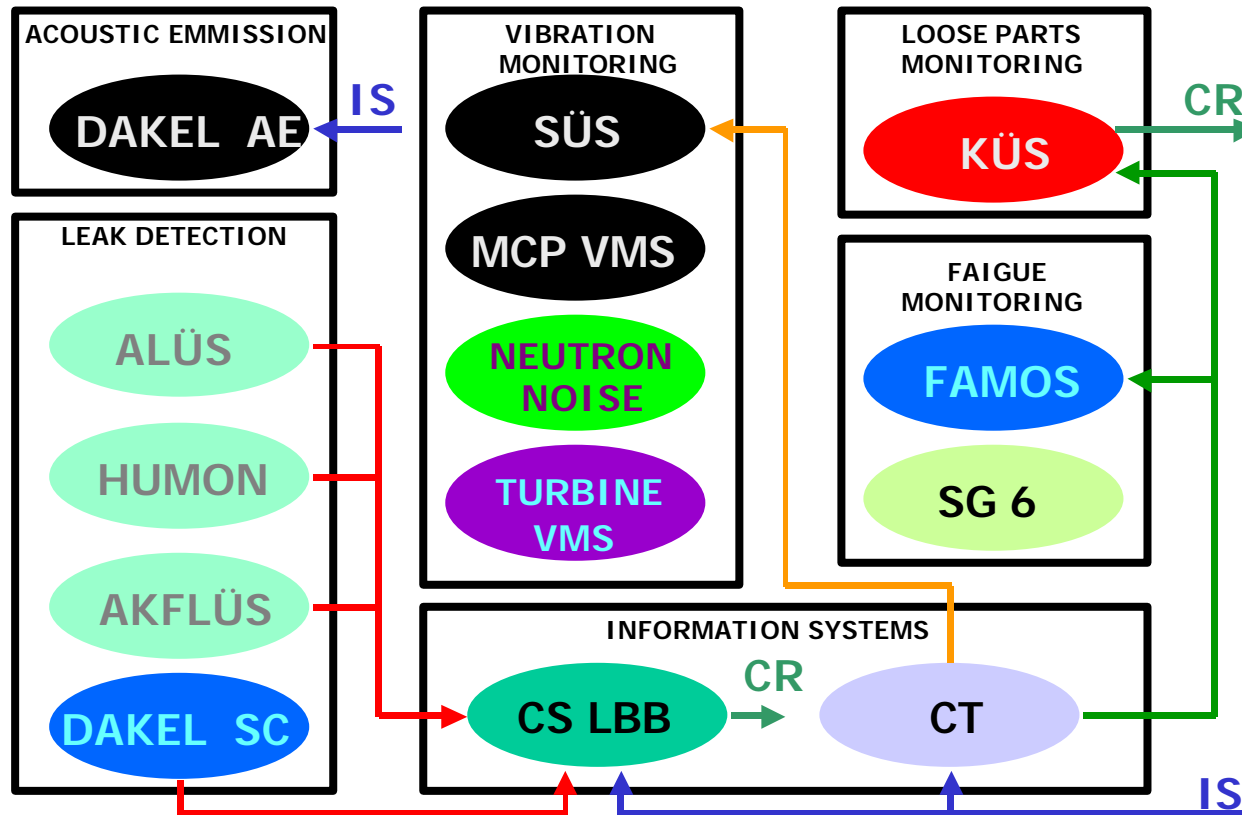 ACOUSTIC EMMISSION
DAKEL AE
IS
LEAK DETECTION
ALÜS
HUMON
AKFLÜS
DAKEL SC
VIBRATION
MONITORING
SÜS
MCP VMS
NEUTRON
NOISE
TURBINE
VMS
LOOSE PARTS
MONITORING
KÜS
CR
FAIGUE
MONITORING
FAMOS
SG 6
INFORMATION SYSTEMS
CS LBB
CR
CT
IS